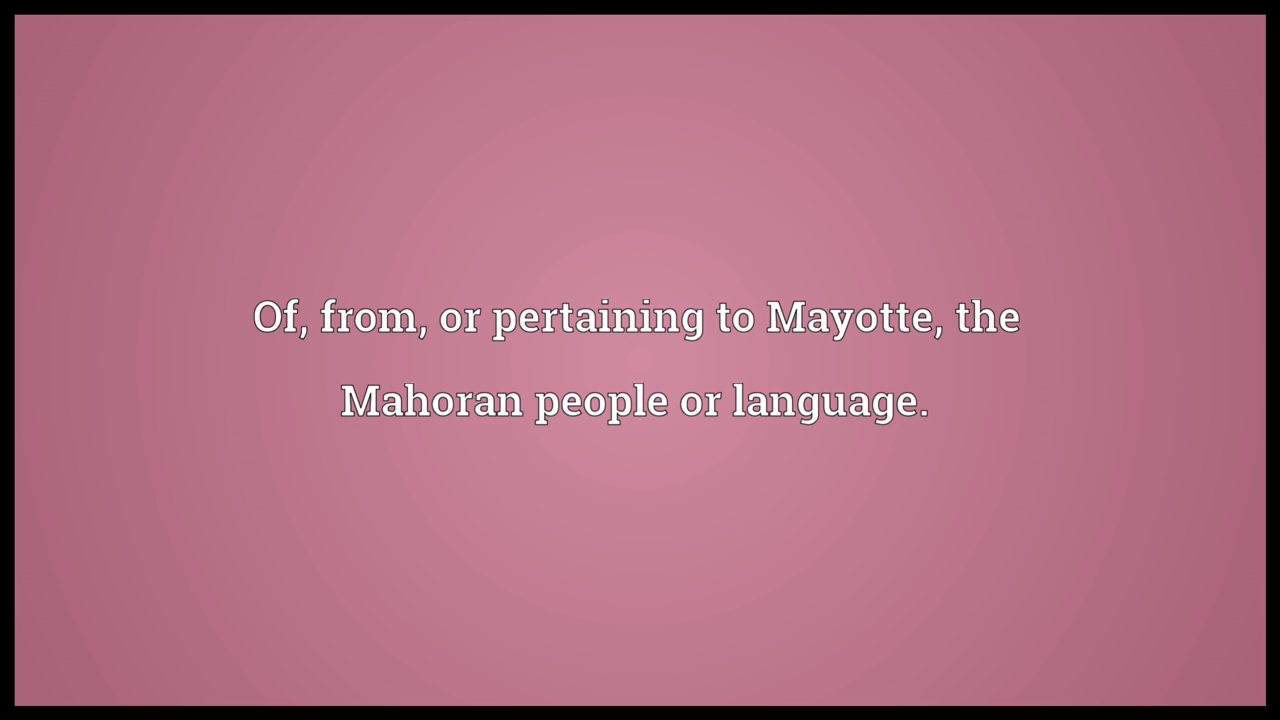 Of, from, or pertaining to Mayotte, the
Mahoran people or language.